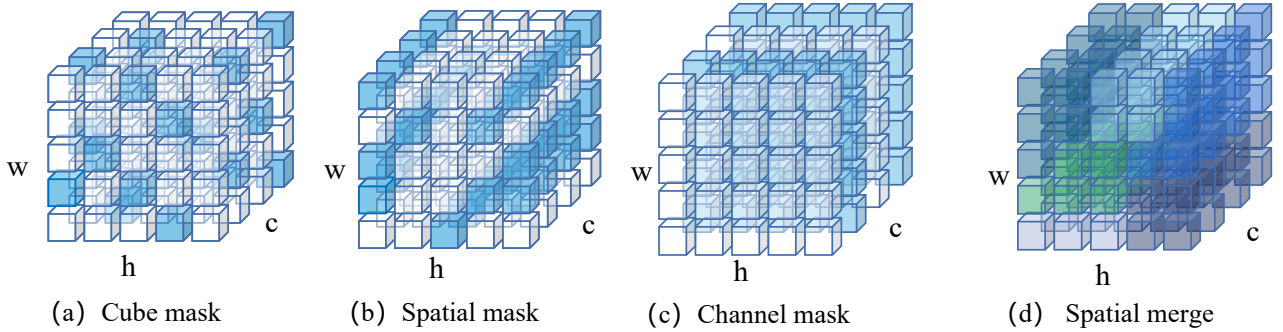 w
h
c
(a) Cube mask
w
h
c
(b) Spatial mask
w
h
c
(c) Channel mask
w
h
c
(d) Spatial merge